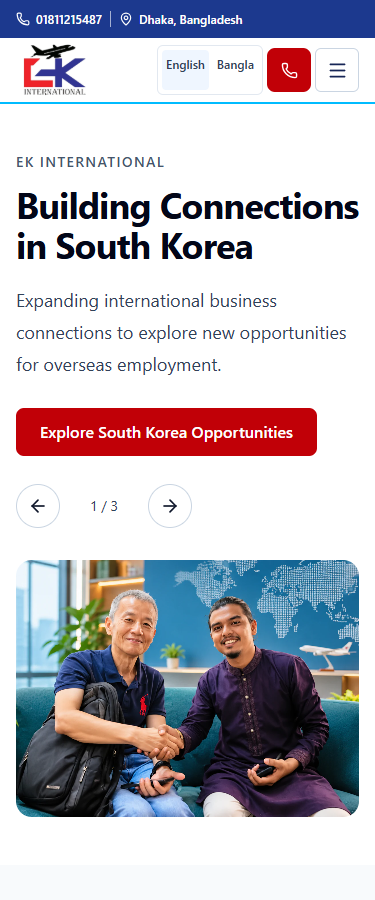 01811215487 Dhaka, Bangladesh
EK
INTERNATIONAL
English Bangla
EK INTERNATIONAL
Building Connections
in South Korea
Expanding international business
connections to explore new opportunities
for overseas employment.
Explore South Korea Opportunities
1 / 3